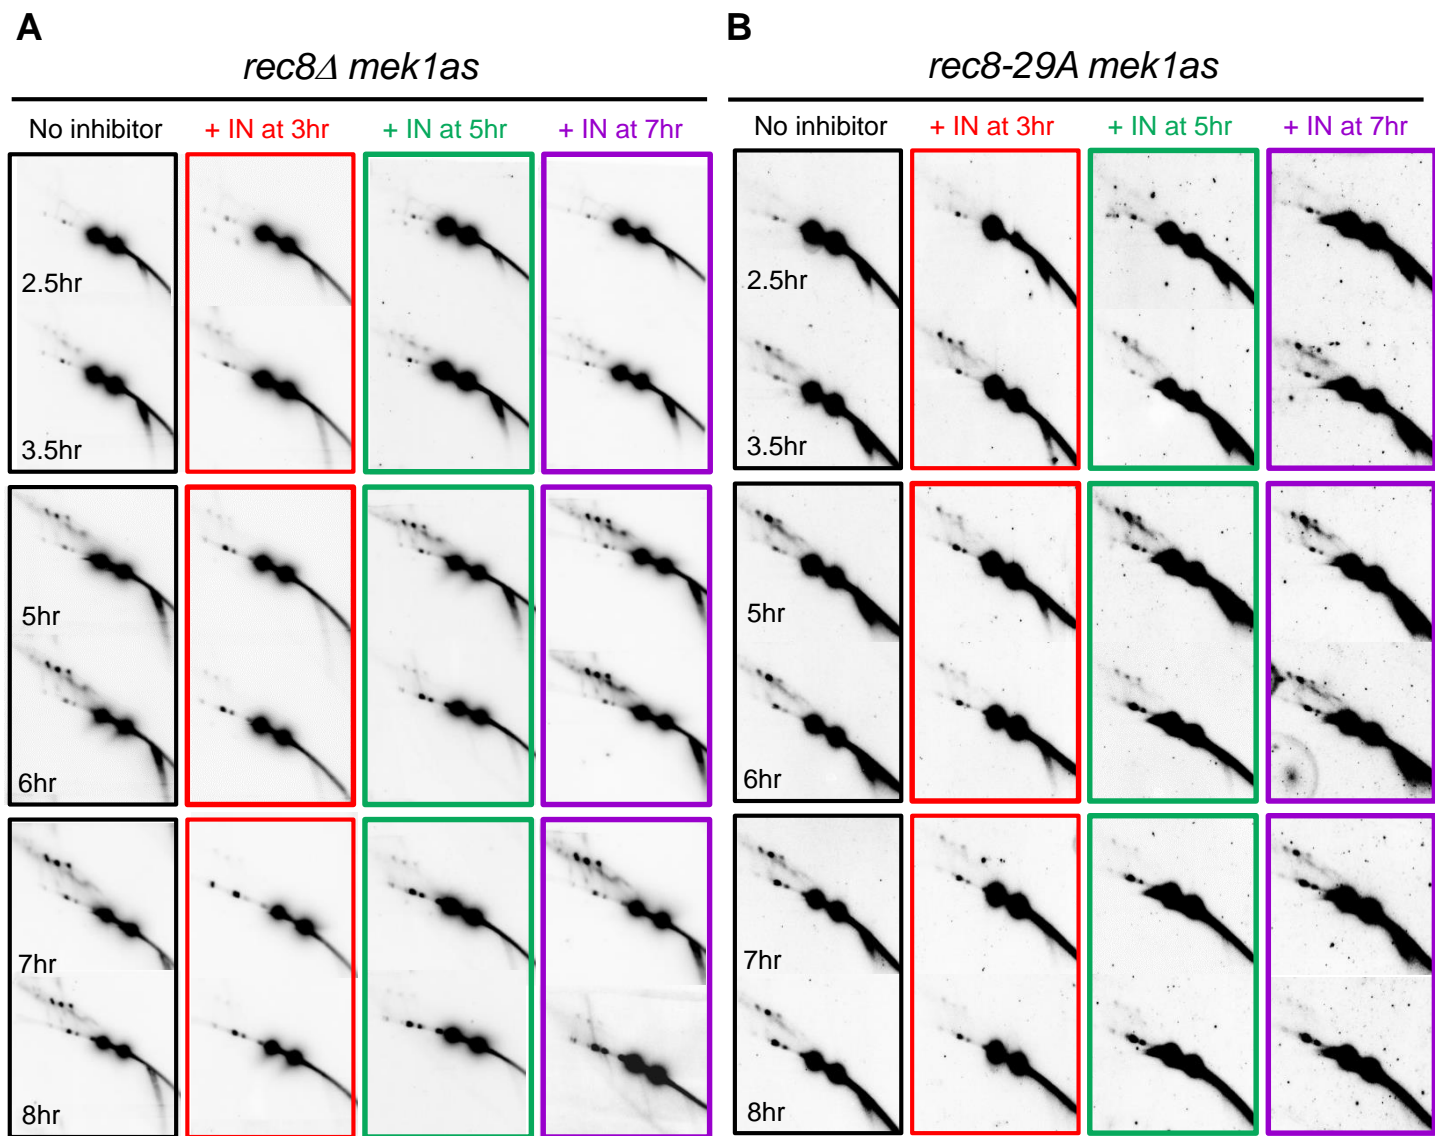 A
rec8Δ mek1as
No inhibitor
+ IN at 3hr
+ IN at 5hr
+ IN at 7hr
2.5hr
3.5hr
5hr
6hr
7hr
8hr
B
rec8-29A mek1as
No inhibitor
+ IN at 3hr
+ IN at 5hr
+ IN at 7hr
2.5hr
3.5hr
5hr
6hr
7hr
8hr